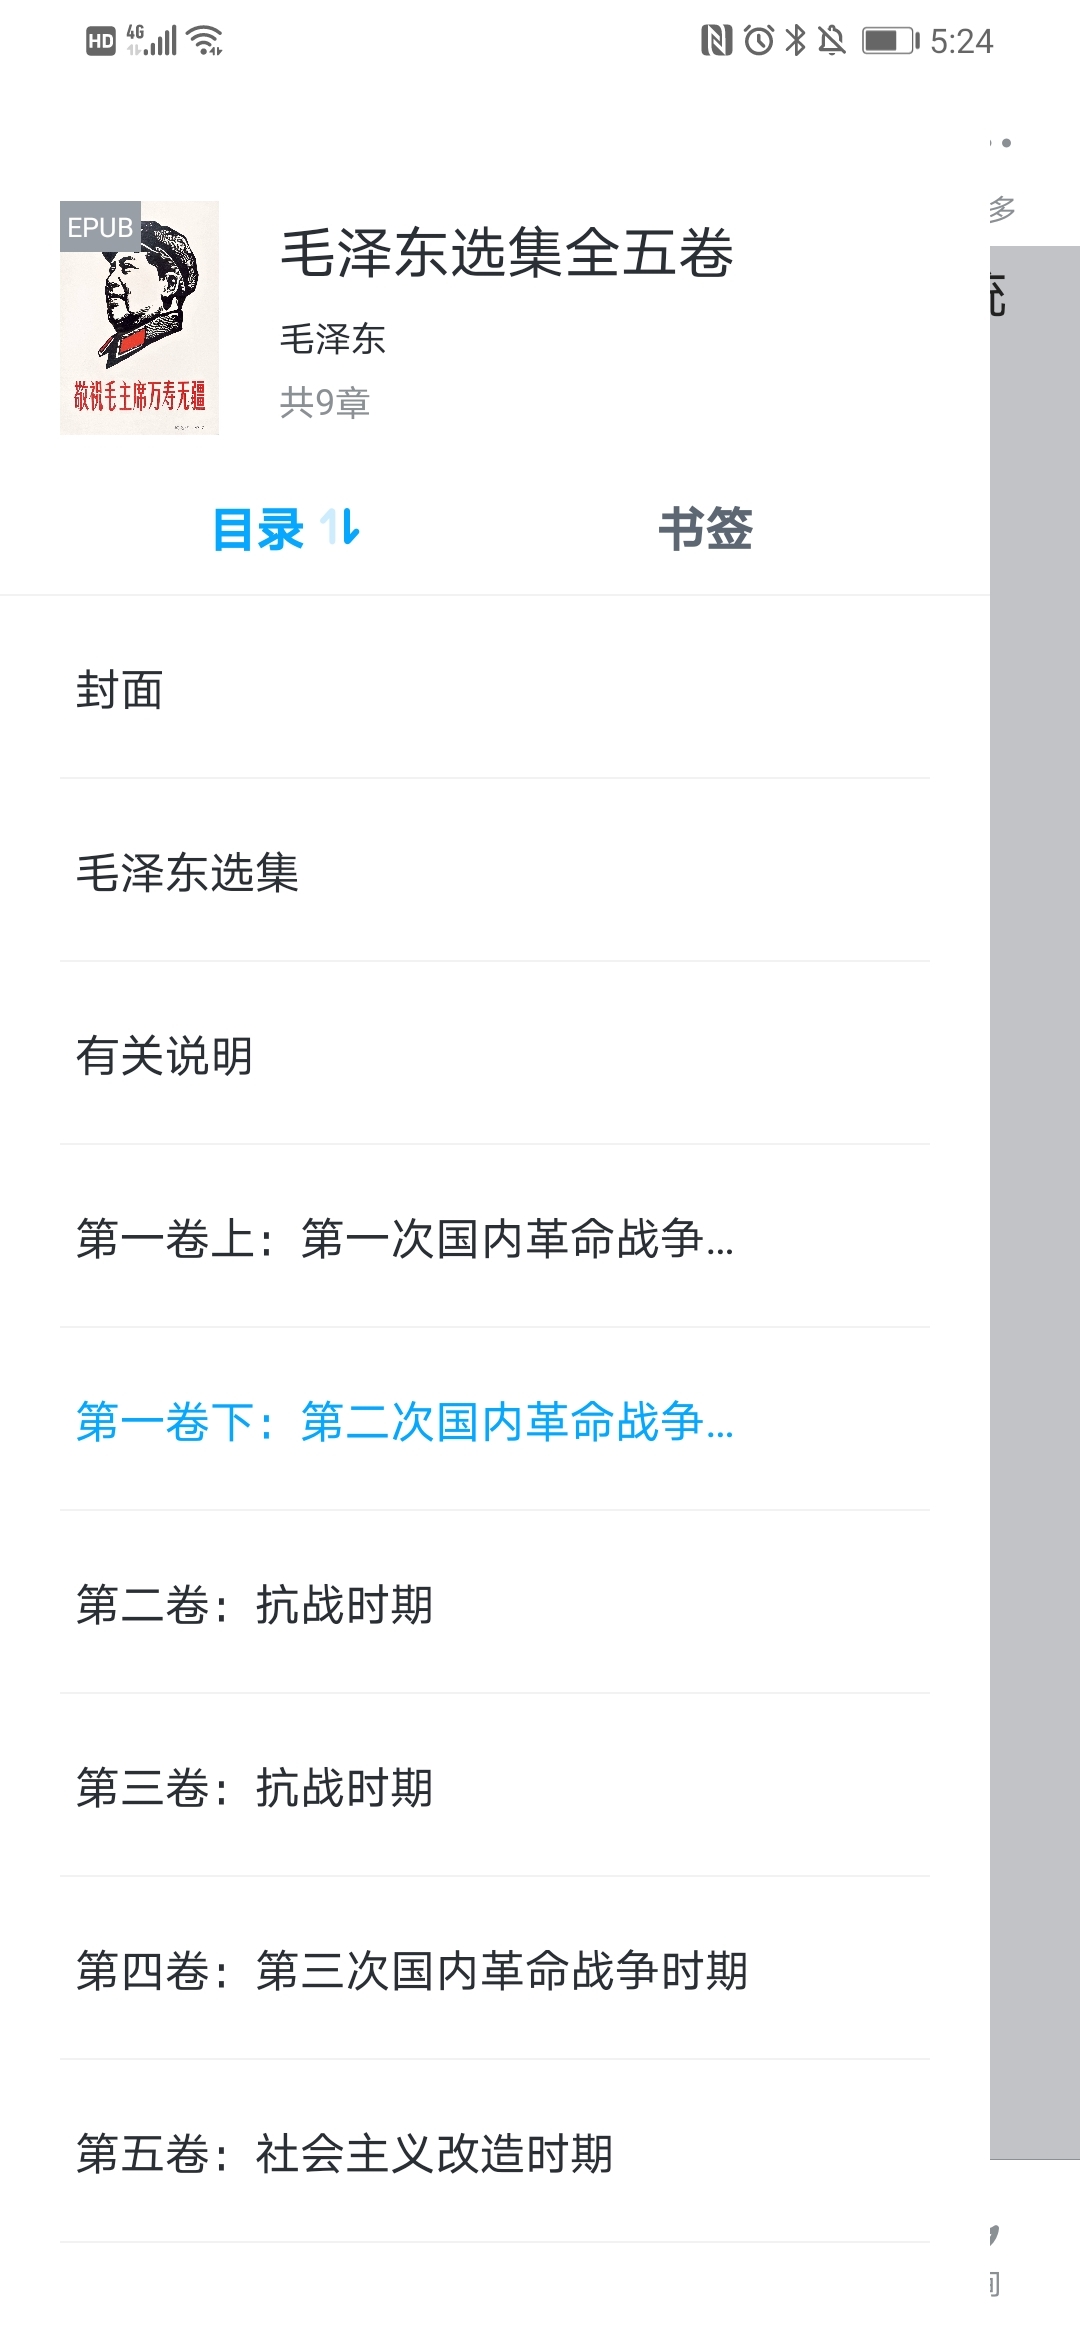 HD 4G 5:24
多
EPUB
敬祝毛主席万寿无疆
毛泽东选集全五卷
毛泽东
共9章
目录
书签
封面
毛泽东选集
有关说明
第一卷上：第一次国内革命战争...
第一卷下：第二次国内革命战争...
第二卷：抗战时期
第三卷：抗战时期
第四卷：第三次国内革命战争时期
第五卷：社会主义改造时期